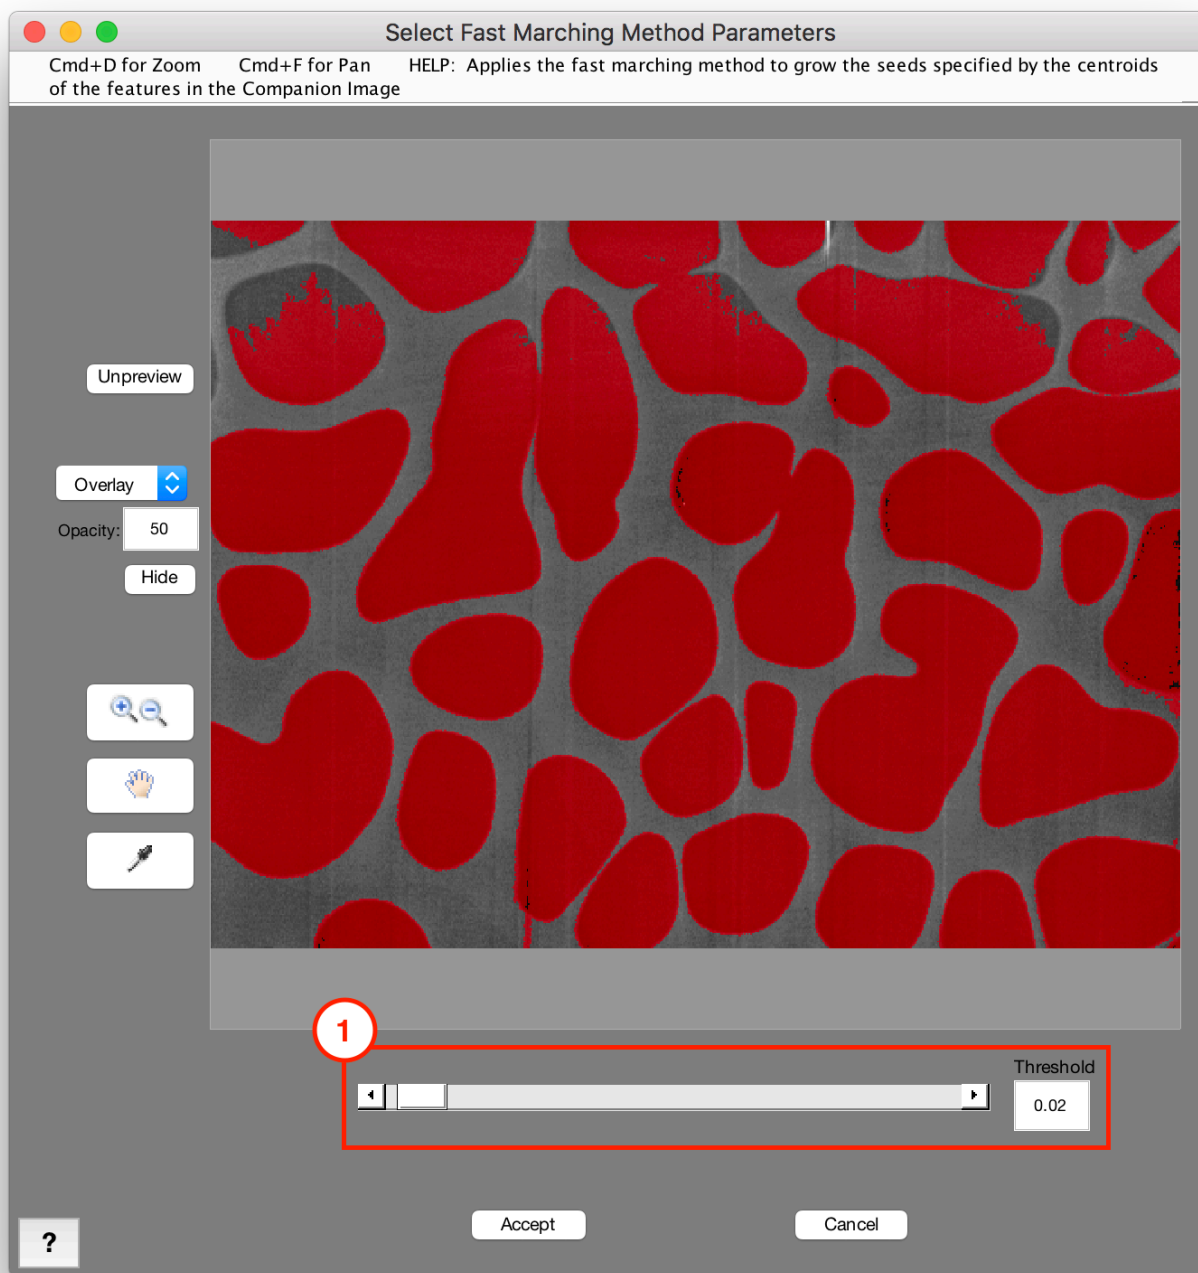 Select Fast Marching Method Parameters
Cmd+D for Zoom Cmd+F for Pan HELP: Applies the fast marching method to grow the seeds specified by the centroids
of the features in the Companion Image
Unpreview
Overlay
Opacity: 50
Hide
1
Threshold
0.02
Accept Cancel
?